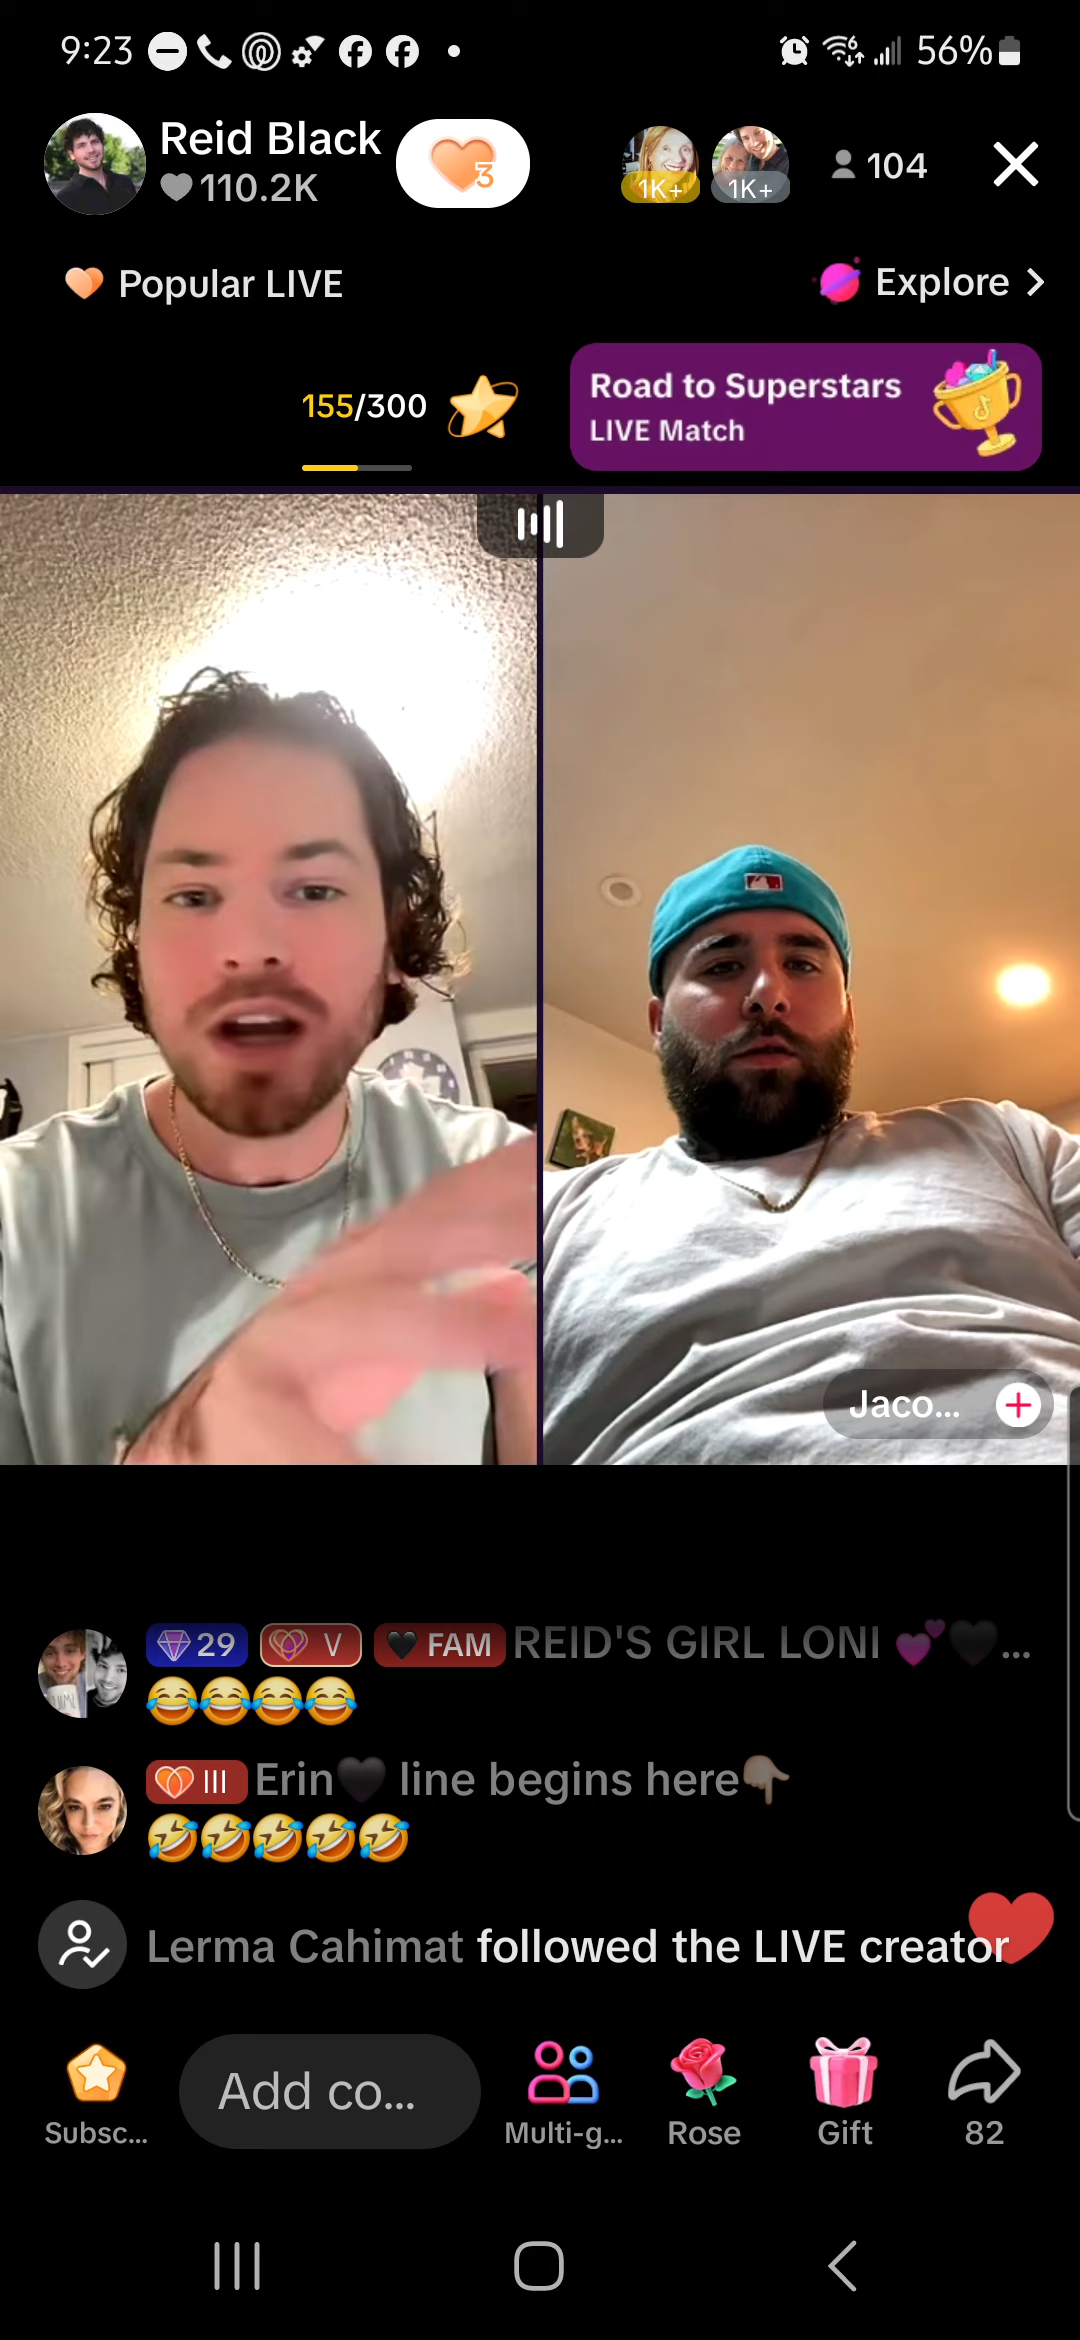 9:23
56%
Reid Black
110.2K
3
1K+
1K+
104
Popular LIVE
Explore
155/300
Road to Superstars
LIVE Match
Jaco...
29 V FAM REID'S GIRL LONI 💕🖤...
😂😂😂😂
III Erin🖤 line begins here👇🏼
🤣🤣🤣🤣🤣
Lerma Cahimat followed the LIVE creator
Add co...
Subsc...
Multi-g...
Rose
Gift
82